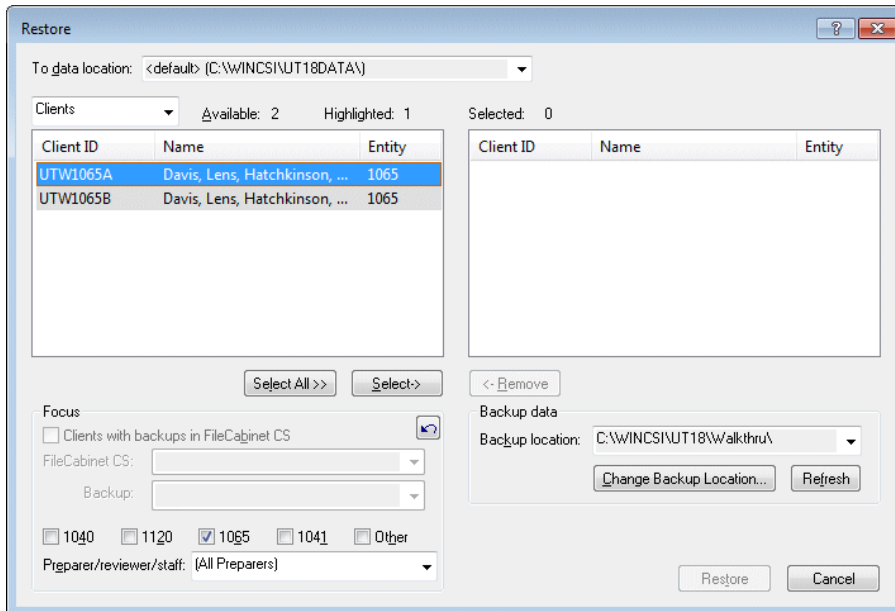 Restore
To data location: <default> (C:\WINCSI\UT18DATA\)
Clients Available: 2 Highlighted: 1 Selected: 0
Client ID Name Entity Client ID Name Entity
UTW1065A Davis, Lens, Hatchkinson, ... 1065
UTW1065B Davis, Lens, Hatchkinson, ... 1065
Select All >> Select-> <- Remove
Focus Backup data
Clients with backups in FileCabinet CS Backup location: C:\WINCSI\UT18\Walkthru\
FileCabinet CS: Change Backup Location... Refresh
Backup:
1040 1120 1065 1041 Other
Preparer/reviewer/staff: (All Preparers)
Restore Cancel